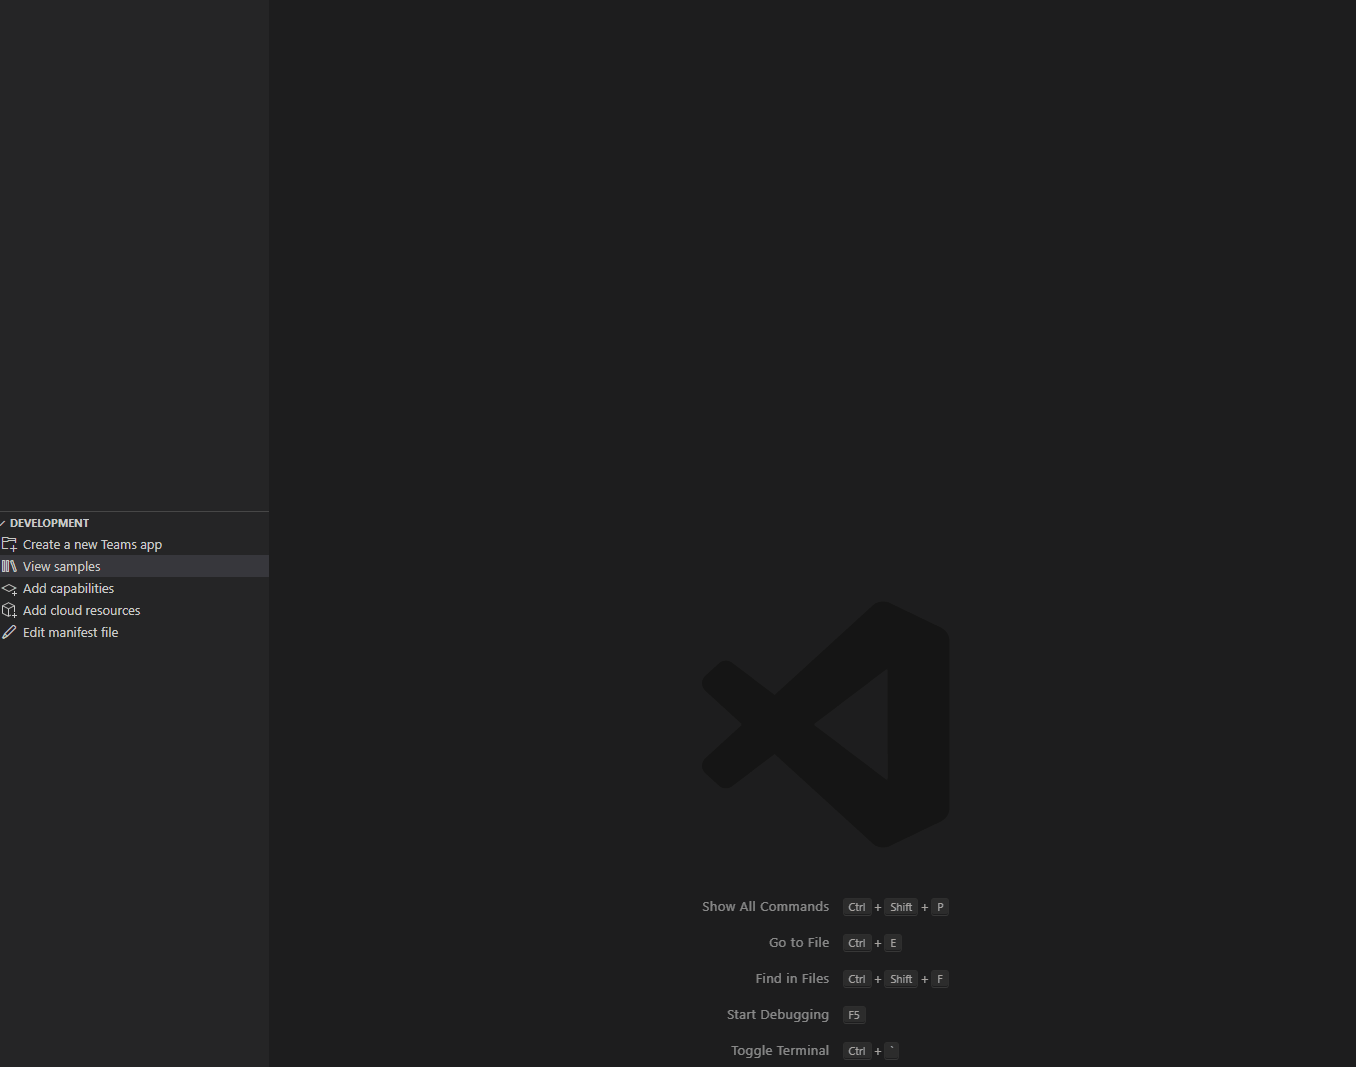 DEVELOPMENT
Create a new Teams app
View samples
Add capabilities
Add cloud resources
Edit manifest file
Show All Commands Ctrl + Shift + P
Go to File Ctrl + E
Find in Files Ctrl + Shift + F
Start Debugging F5
Toggle Terminal Ctrl + `